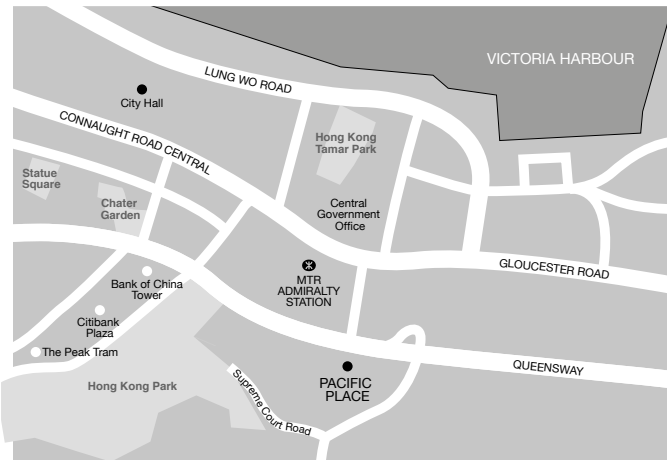 VICTORIA HARBOUR
LUNG WO ROAD
City Hall
CONNAUGHT ROAD CENTRAL
Hong Kong
Tamar Park
Statue
Square
Chater
Garden
Central
Government
Office
GLOUCESTER ROAD
MTR
ADMIRALTY
STATION
Bank of China
Tower
Citibank
Plaza
The Peak Tram
QUEENSWAY
Hong Kong Park
PACIFIC
PLACE
Supreme Court Road